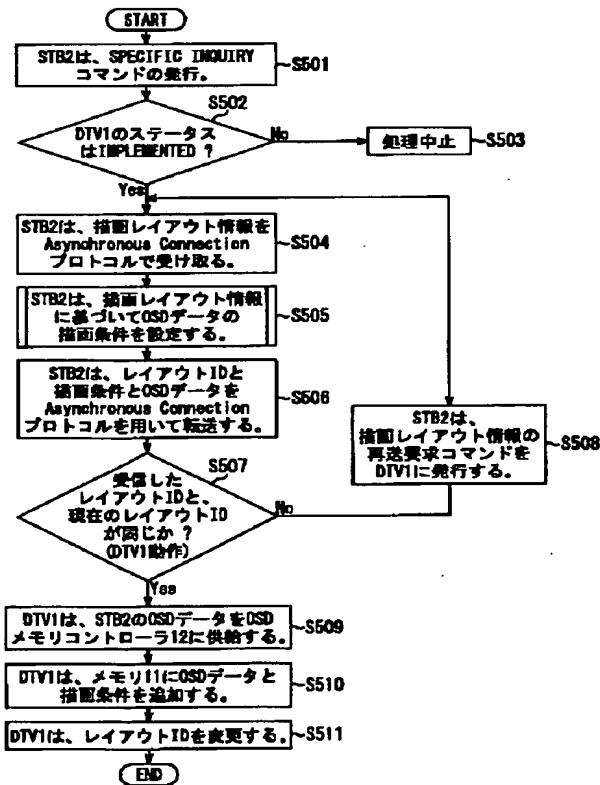 START
STB2は、SPECIFIC INQUIRY
コマンドの発行。
S501
S502
DTV1のステータス
はIMPLEMENTED ?
No
処理中止
S503
Yes
STB2は、描画レイアウト情報を
Asynchronous Connection
プロトコルで受け取る。
S504
STB2は、描画レイアウト情報
に基づいてOSDデータの
描画条件を設定する。
S505
STB2は、レイアウトIDと
描画条件とOSDデータを
Asynchronous Connection
プロトコルを用いて転送する。
S506
S507
受信した
レイアウトIDと、
現在のレイアウトID
が同じか ?
(DTV1動作)
No
STB2は、
描画レイアウト情報の
再送要求コマンドを
DTV1に発行する。
S508
Yes
DTV1は、STB2のOSDデータをOSD
メモリコントローラ12に供給する。
S509
DTV1は、メモリ11にOSDデータと
描画条件を追加する。
S510
DTV1は、レイアウトIDを変更する。
S511
END